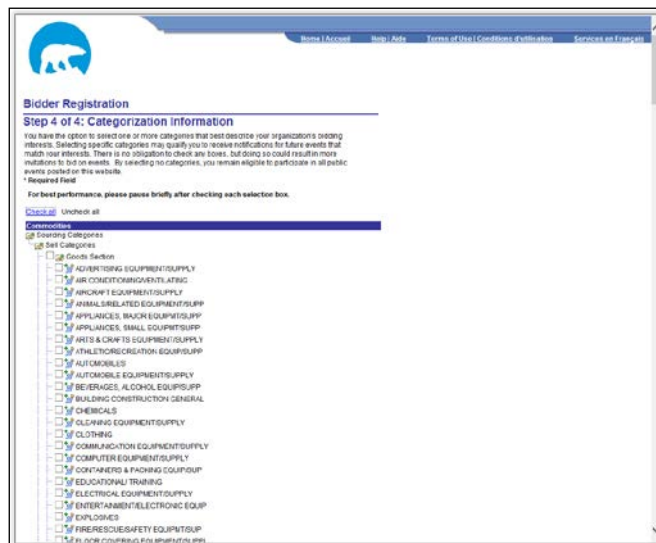 Home | Accueil Help | Aide Terms of Use | Conditions d'utilisation Services en Français
Bidder Registration
Step 4 of 4: Categorization Information
You have the option to select one or more categories that best describe your organization's bidding
interests. Selecting specific categories may qualify you to receive notifications for future events that
match your interests. There is no obligation to check any boxes, but doing so could result in more
invitations to bid on events. By selecting no categories, you remain eligible to participate in all public
events posted on this website.
* Required Field
For best performance, please pause briefly after checking each selection box.
Check all Uncheck all
Commodities
Sourcing Categories
Sell Categories
Goods Section
ADVERTISING EQUIPMENT/SUPPLY
AIR CONDITIONING/VENTILATING
AIRCRAFT EQUIPMENT/SUPPLY
ANIMALS/RELATED EQUIPMENT/SUPP
APPLIANCES, MAJOR EQUIPMT/SUPP
APPLIANCES, SMALL EQUIPMT/SUPP
ARTS & CRAFTS EQUIPMENT/SUPPLY
ATHLETIC/RECREATION EQUIP/SUPP
AUTOMOBILES
AUTOMOBILE EQUIPMENT/SUPPLY
BEVERAGES, ALCOHOL EQUIP/SUPP
BUILDING CONSTRUCTION GENERAL
CHEMICALS
CLEANING EQUIPMENT/SUPPLY
CLOTHING
COMMUNICATION EQUIPMENT/SUPPLY
COMPUTER EQUIPMENT/SUPPLY
CONTAINERS & PACKING EQUIP/SUP
EDUCATIONAL/ TRAINING
ELECTRICAL EQUIPMENT/SUPPLY
ENTERTAINMENT/ELECTRONIC EQUIP
EXPLOSIVES
FIRE/RESCUE/SAFETY EQUIPMT/SUP
FLOOR COVERING EQUIPMENT/SUPPL